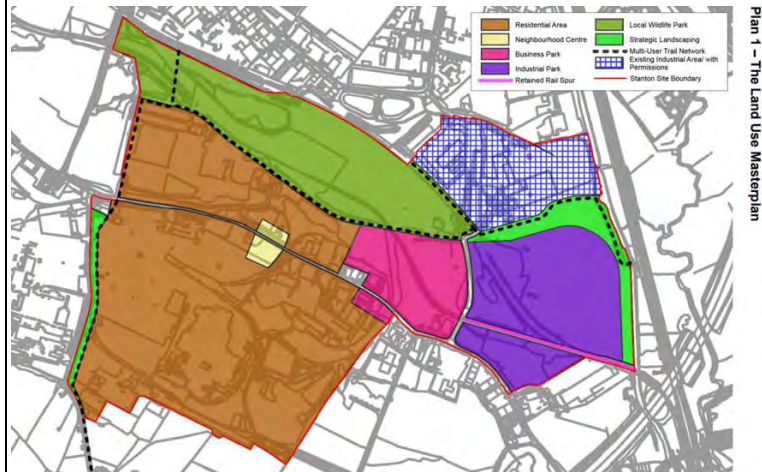 Plan 1 – The Land Use Masterplan
Residential Area
Neighbourhood Centre
Business Park
Industrial Park
Retained Rail Spur
Local Wildlife Park
Strategic Landscaping
Multi-User Trail Network
Existing Industrial Area/ with
Permissions
Stanton Site Boundary